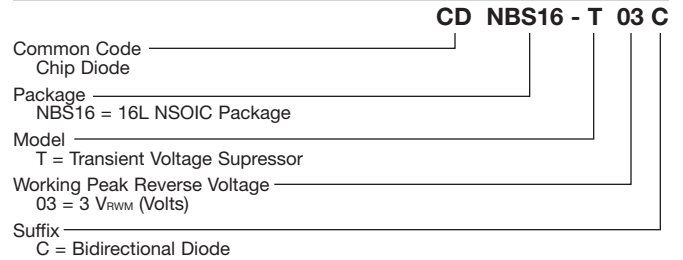 CD NBS16 - T 03 C
Common Code
Chip Diode
Package
NBS16 = 16L NSOIC Package
Model
T = Transient Voltage Supressor
Working Peak Reverse Voltage
03 = 3 VRWM (Volts)
Suffix
C = Bidirectional Diode